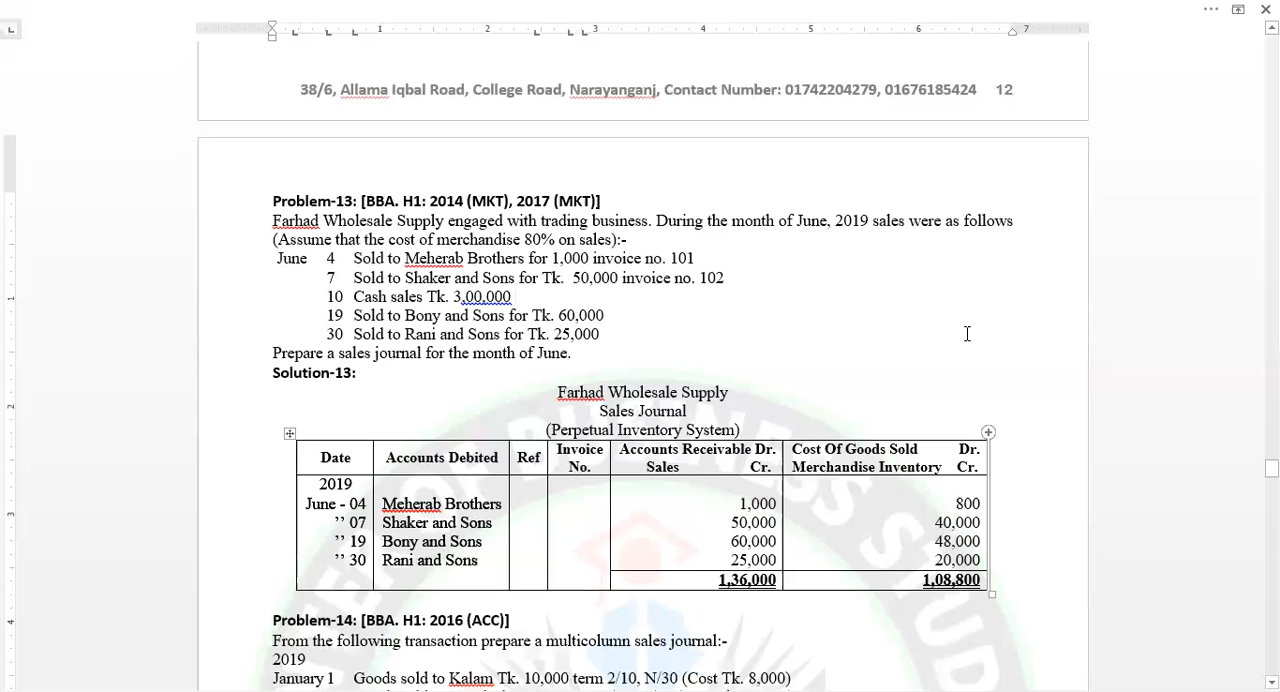 1 2 3 4 5 6 7
38/6, Allama Iqbal Road, College Road, Narayanganj, Contact Number: 01742204279, 01676185424 12
Problem-13: [BBA. H1: 2014 (MKT), 2017 (MKT)]
Farhad Wholesale Supply engaged with trading business. During the month of June, 2019 sales were as follows
(Assume that the cost of merchandise 80% on sales):-
June 4 Sold to Meherab Brothers for 1,000 invoice no. 101
7 Sold to Shaker and Sons for Tk. 50,000 invoice no. 102
10 Cash sales Tk. 3,00,000
19 Sold to Bony and Sons for Tk. 60,000
30 Sold to Rani and Sons for Tk. 25,000
Prepare a sales journal for the month of June.
Solution-13:
Farhad Wholesale Supply
Sales Journal
(Perpetual Inventory System)
Date Accounts Debited Ref Invoice No. Accounts Receivable Dr. Sales Cr. Cost Of Goods Sold Dr. Merchandise Inventory Cr.
2019
June - 04 Meherab Brothers 1,000 800
’’ 07 Shaker and Sons 50,000 40,000
’’ 19 Bony and Sons 60,000 48,000
’’ 30 Rani and Sons 25,000 20,000
1,36,000 1,08,800
Problem-14: [BBA. H1: 2016 (ACC)]
From the following transaction prepare a multicolumn sales journal:-
2019
January 1 Goods sold to Kalam Tk. 10,000 term 2/10, N/30 (Cost Tk. 8,000)